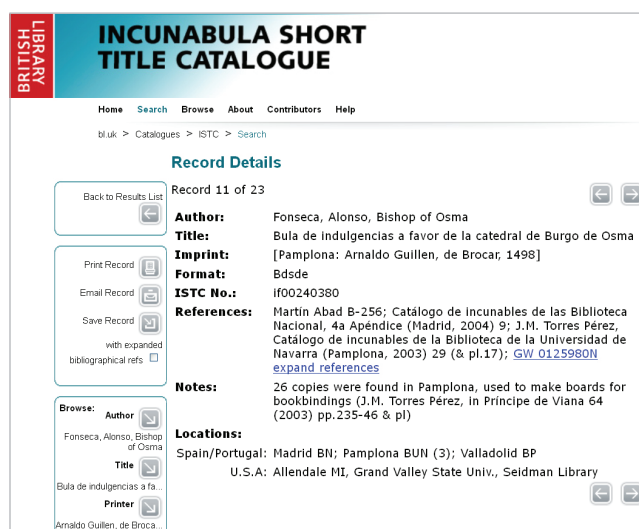 BRITISH
LIBRARY
INCUNABULA SHORT
TITLE CATALOGUE
Home Search Browse About Contributors Help
bl.uk > Catalogues > ISTC > Search
Record Details
Back to Results List
Print Record
Email Record
Save Record
with expanded
bibliographical refs
Browse: Author
Fonseca, Alonso, Bishop
of Osma
Title
Bula de indulgencias a fa...
Printer
Arnaldo Guillen, de Broca...
Record 11 of 23
Author: Fonseca, Alonso, Bishop of Osma
Title: Bula de indulgencias a favor de la catedral de Burgo de Osma
Imprint: [Pamplona: Arnaldo Guillen, de Brocar, 1498]
Format: Bdsde
ISTC No.: if00240380
References: Martín Abad B-256; Catálogo de incunables de las Biblioteca
Nacional, 4a Apéndice (Madrid, 2004) 9; J.M. Torres Pérez,
Catálogo de incunables de la Biblioteca de la Universidad de
Navarra (Pamplona, 2003) 29 (& pl.17); GW 0125980N
expand references
Notes: 26 copies were found in Pamplona, used to make boards for
bookbindings (J.M. Torres Pérez, in Príncipe de Viana 64
(2003) pp.235-46 & pl)
Locations:
Spain/Portugal: Madrid BN; Pamplona BUN (3); Valladolid BP
U.S.A: Allendale MI, Grand Valley State Univ., Seidman Library